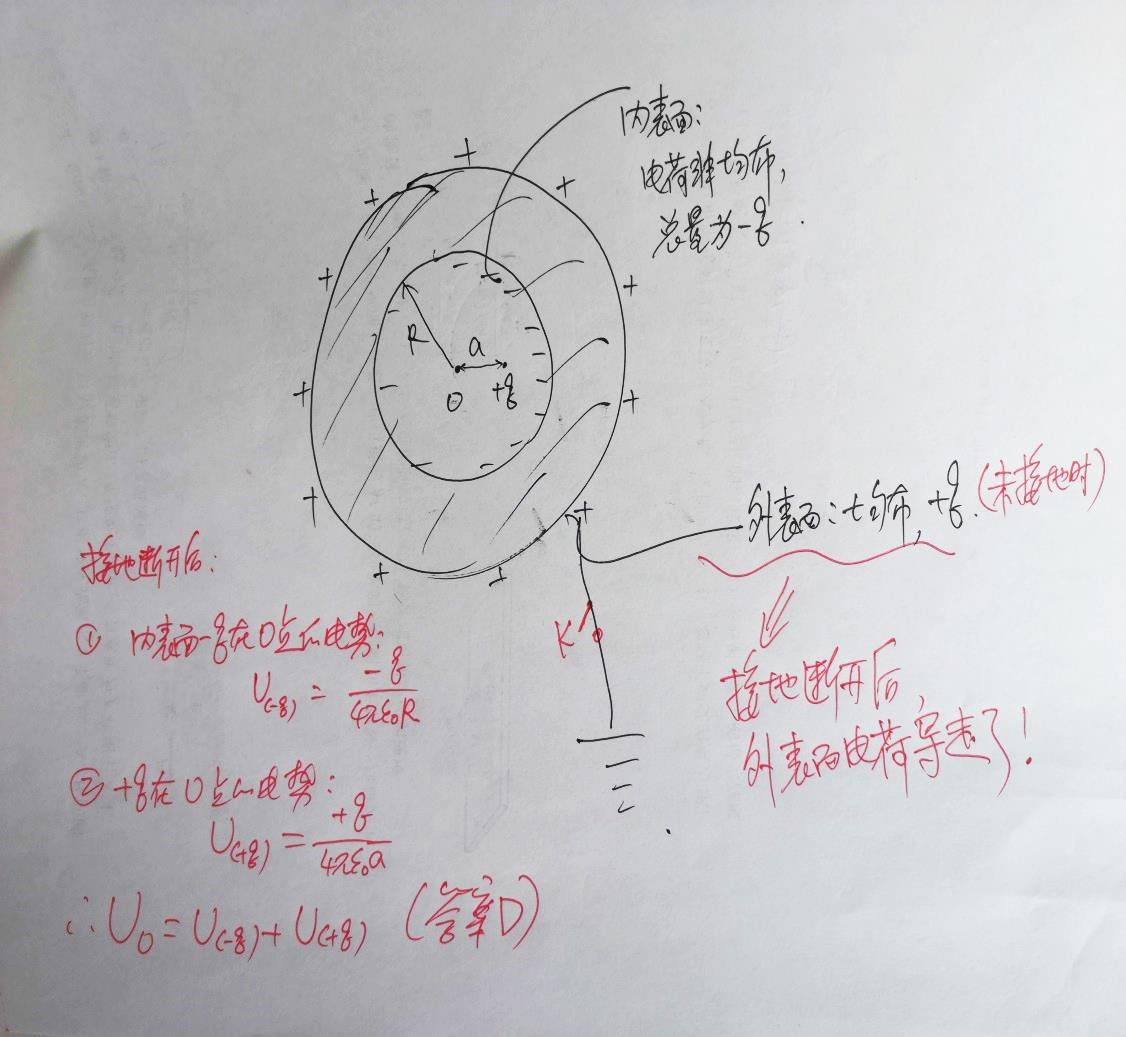 内表面:
电荷非均布,
总量为-q.
R
a
O
+q
外表面:均布,+q.(未接地时)
K
接地断开后,
外表面电荷导走了!
接地断开后:
① 内表面-q在O点的电势:
U(-q) = -q/4πε₀R
② +q在O点的电势:
U(+q) = +q/4πε₀a
∴U₀=U(-q)+U(+q) (答案D)